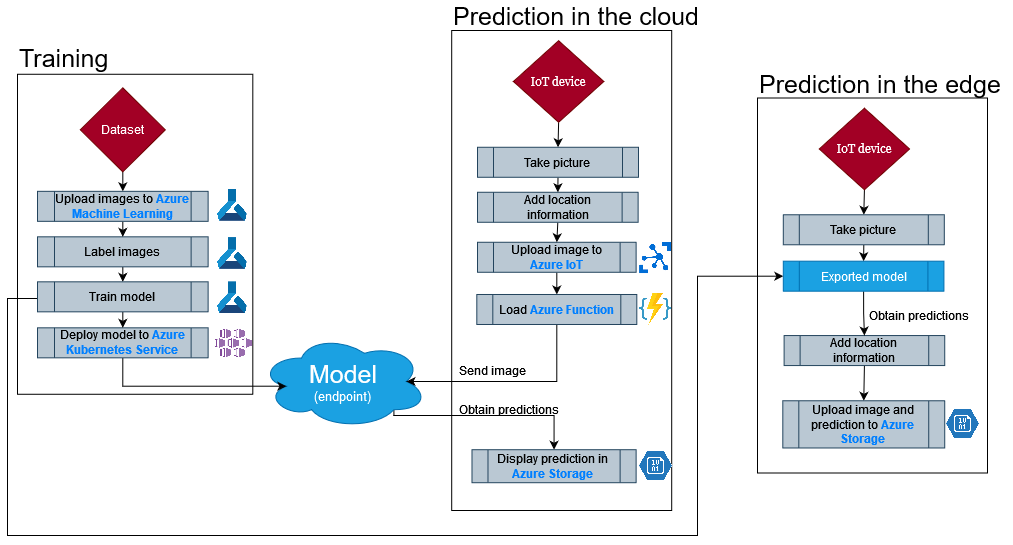 Training
Dataset
Upload images to Azure
Machine Learning
Label images
Train model
Deploy model to Azure
Kubernetes Service
Model
(endpoint)
Prediction in the cloud
IoT device
Take picture
Add location
information
Upload image to
Azure IoT
Load Azure Function
Send image
Obtain predictions
Display prediction in
Azure Storage
Prediction in the edge
IoT device
Take picture
Exported model
Obtain predictions
Add location
information
Upload image and
prediction to Azure
Storage